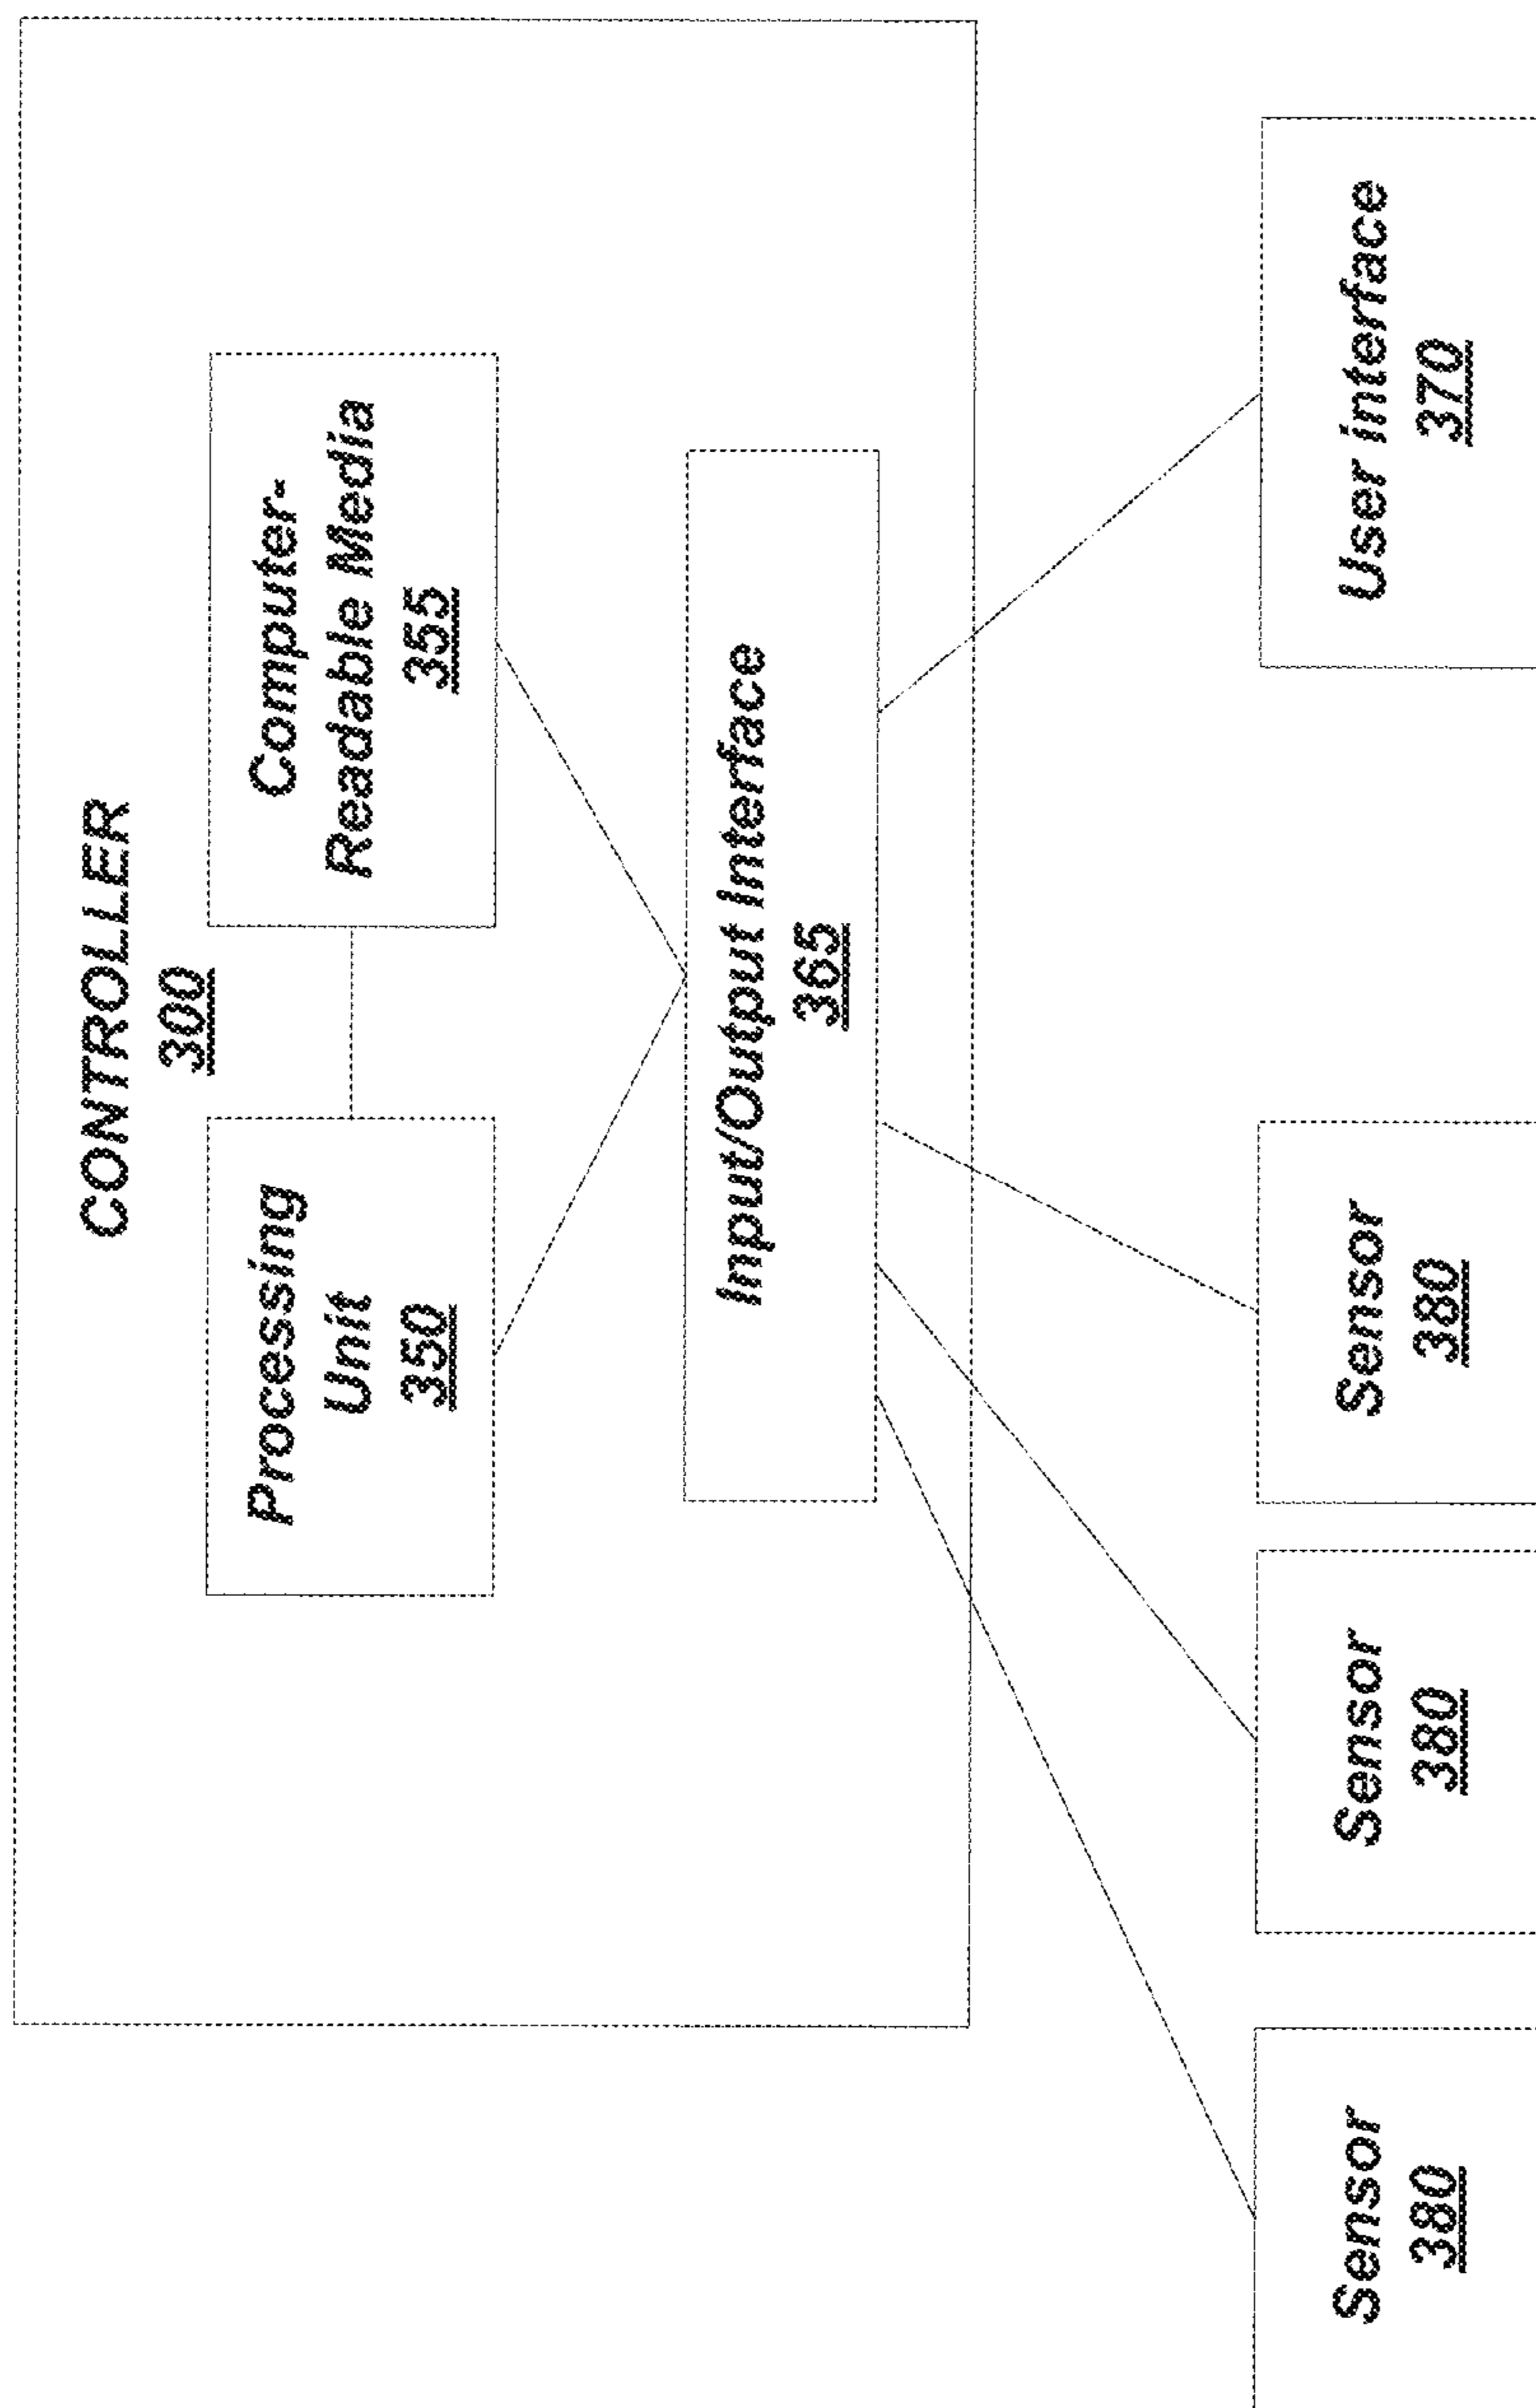 CONTROLLER
300
Processing
Unit
350
Computer-
Readable Media
355
Input/Output Interface
365
Sensor
380
Sensor
380
Sensor
380
User interface
370